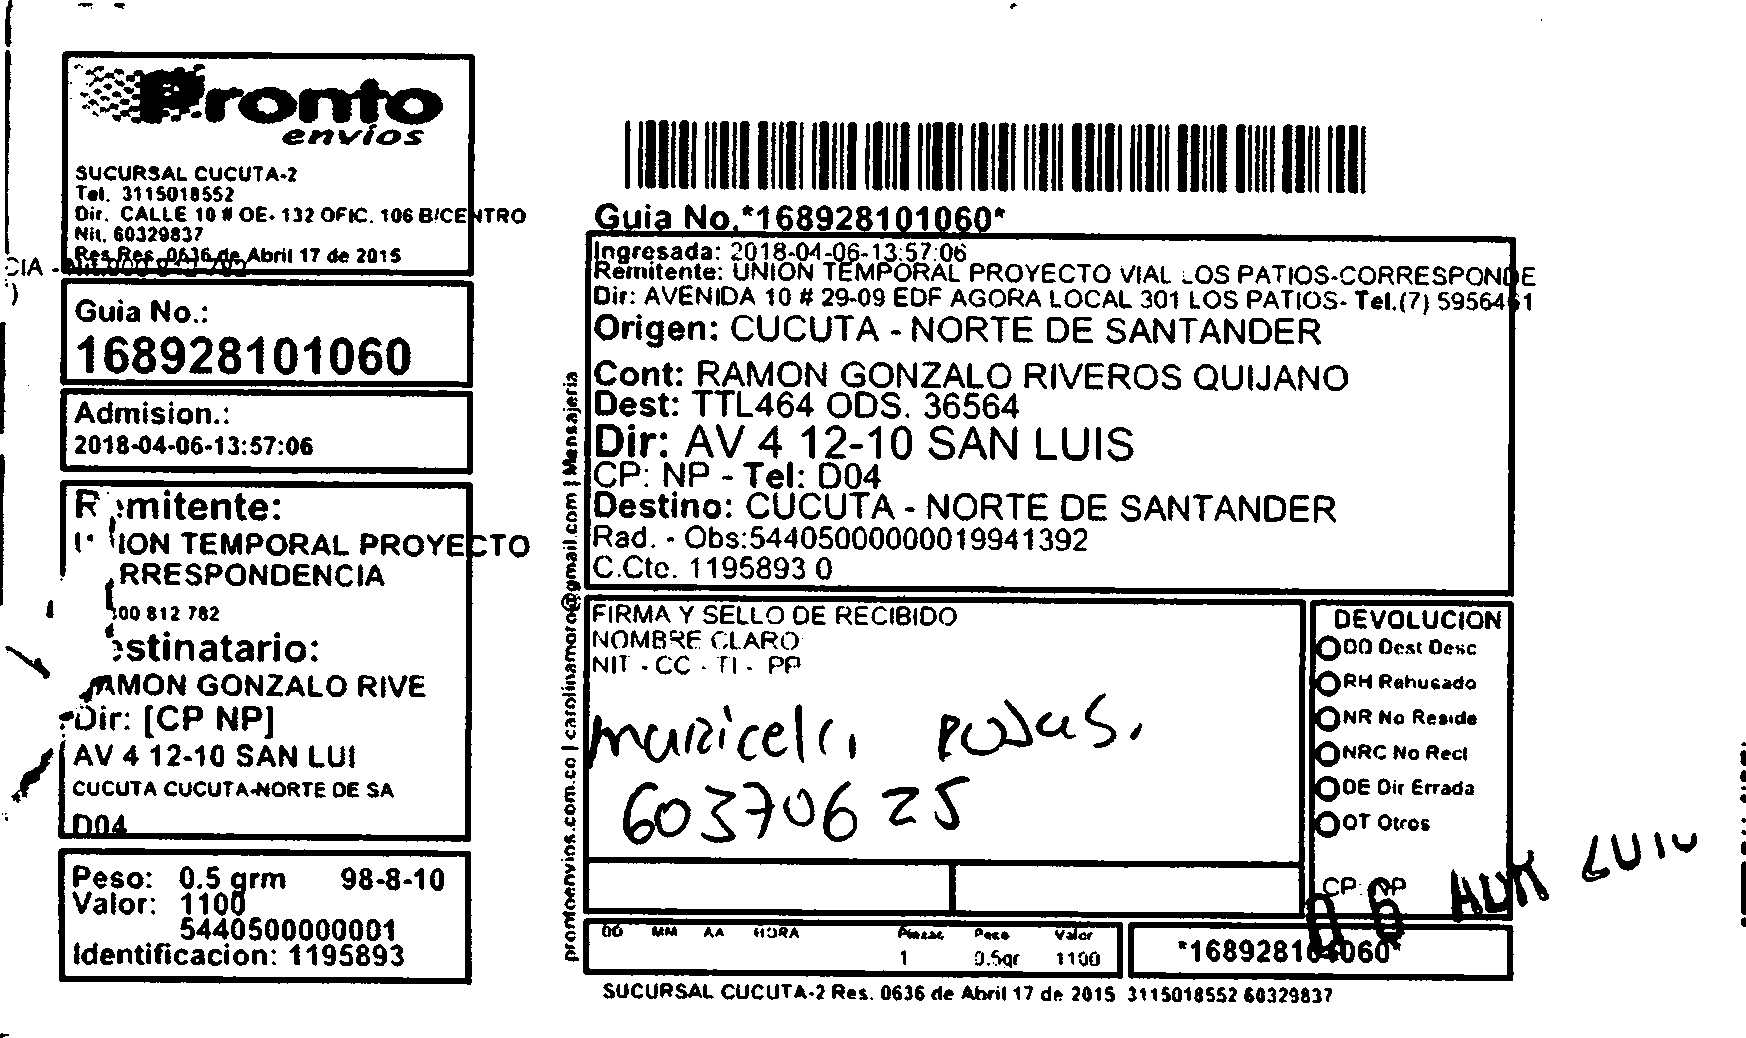 Pronto
envíos
SUCURSAL CUCUTA-2
Tel. 3115018552
Dir. CALLE 10 # OE- 132 OFIC. 106 B/CENTRO
Nit. 60329837
Res.Res. 0636 de Abril 17 de 2015
CIA -
Guia No.:
168928101060
Admision.:
2018-04-06-13:57:06
Remitente:
ION TEMPORAL PROYECTO
RRESPONDENCIA
00 812 782
estinatario:
AMON GONZALO RIVE
Dir: [CP NP]
AV 4 12-10 SAN LUI
CUCUTA CUCUTA-NORTE DE SA
D04
Peso: 0.5 grm 98-8-10
Valor: 1100
5440500000001
Identificacion: 1195893
Guia No.*168928101060*
Ingresada: 2018-04-06-13:57:06
Remitente: UNION TEMPORAL PROYECTO VIAL LOS PATIOS-CORRESPONDE
Dir: AVENIDA 10 # 29-09 EDF AGORA LOCAL 301 LOS PATIOS- Tel.(7) 5956461
Origen: CUCUTA - NORTE DE SANTANDER
Cont: RAMON GONZALO RIVEROS QUIJANO
Dest: TTL464 ODS. 36564
Dir: AV 4 12-10 SAN LUIS
CP: NP - Tel: D04
Destino: CUCUTA - NORTE DE SANTANDER
Rad. - Obs:54405000000019941392
C.Cto. 1195893 0
prontoenvios.com.co | carolinamoro@gmail.com | Mensajeria
FIRMA Y SELLO DE RECIBIDO
NOMBRE CLARO
NIT - CC - TI - PP
60370625
DEVOLUCION
DD Dest Desc
RH Rehusado
NR No Reside
NRC No Recl
DE Dir Errada
OT Otros
CP: NP
06
DD MM AA HORA Piezas Peso Valor
1 0.5gr 1100
*168928101060*
SUCURSAL CUCUTA-2 Res. 0636 de Abril 17 de 2015 3115018552 60329837